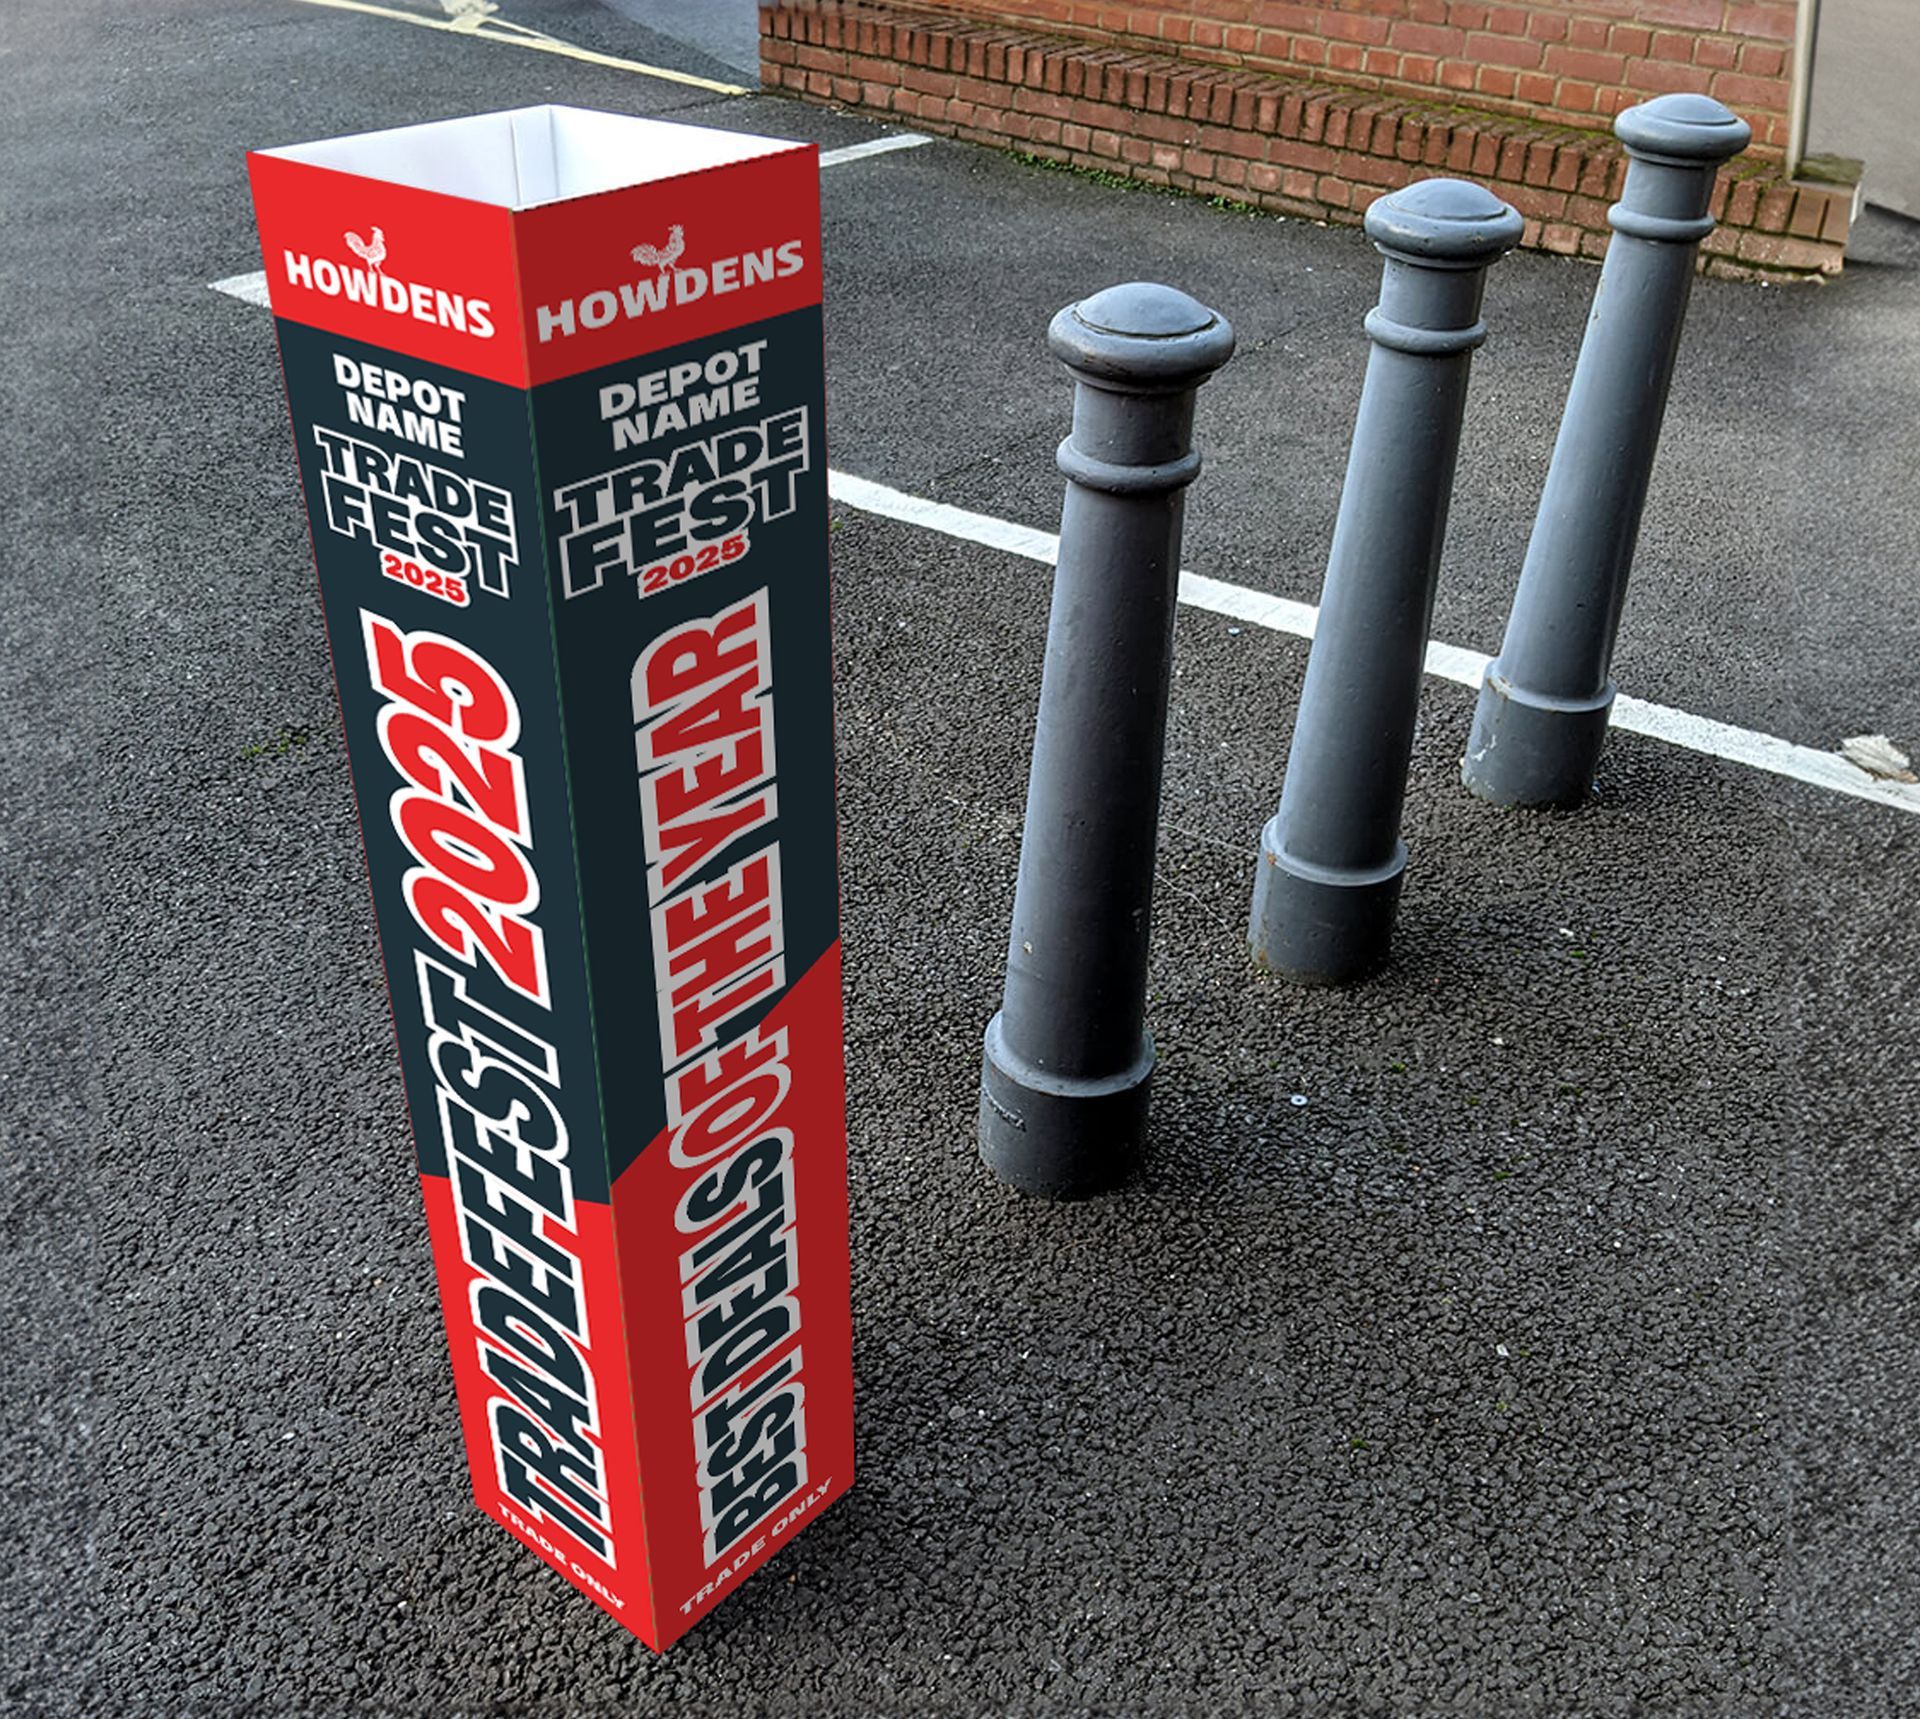 HOWDENS
DEPOT
NAME
TRADE
FEST
2025
TRADEFEST 2025
TRADE ONLY
HOWDENS
DEPOT
NAME
TRADE
FEST
2025
BEST DEALS OF THE YEAR
TRADE ONLY